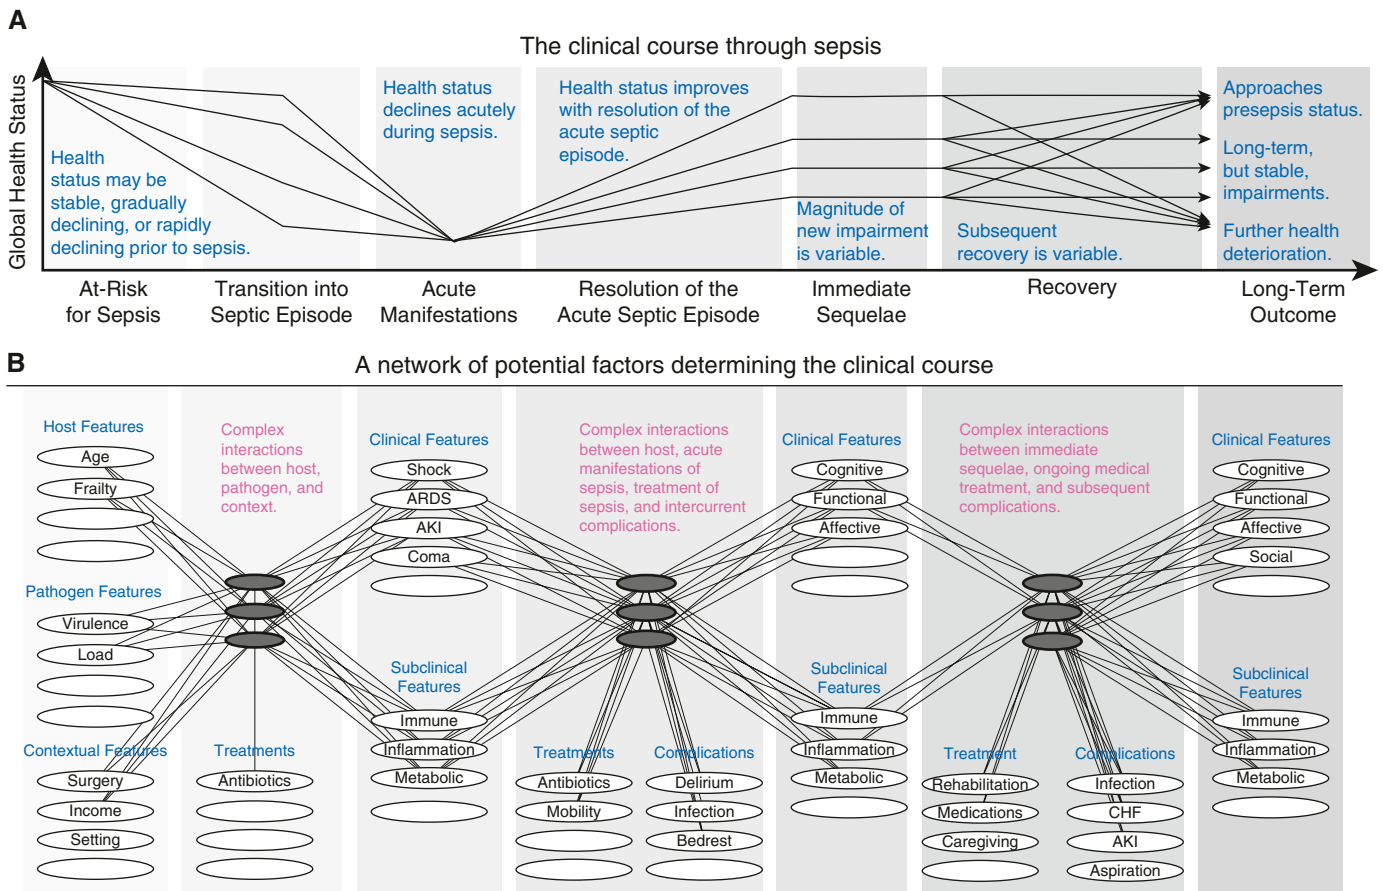 A
The clinical course through sepsis
Global Health Status
Health
status may be
stable, gradually
declining, or rapidly
declining prior to sepsis.
Health status
declines acutely
during sepsis.
Health status improves
with resolution of the
acute septic
episode.
Magnitude of
new impairment
is variable.
Subsequent
recovery is variable.
Approaches
presepsis status.
Long-term,
but stable,
impairments.
Further health
deterioration.
At-Risk
for Sepsis
Transition into
Septic Episode
Acute
Manifestations
Resolution of the
Acute Septic Episode
Immediate
Sequelae
Recovery
Long-Term
Outcome
B
A network of potential factors determining the clinical course
Host Features
Age
Frailty
Pathogen Features
Virulence
Load
Contextual Features
Surgery
Income
Setting
Complex
interactions
between host,
pathogen, and
context.
Treatments
Antibiotics
Clinical Features
Shock
ARDS
AKI
Coma
Subclinical
Features
Immune
Inflammation
Metabolic
Complex interactions
between host, acute
manifestations of
sepsis, treatment of
sepsis, and intercurrent
complications.
Treatments
Antibiotics
Mobility
Complications
Delirium
Infection
Bedrest
Clinical Features
Cognitive
Functional
Affective
Subclinical
Features
Immune
Inflammation
Metabolic
Complex interactions
between immediate
sequelae, ongoing medical
treatment, and subsequent
complications.
Treatment
Rehabilitation
Medications
Caregiving
Complications
Infection
CHF
AKI
Aspiration
Clinical Features
Cognitive
Functional
Affective
Social
Subclinical
Features
Immune
Inflammation
Metabolic